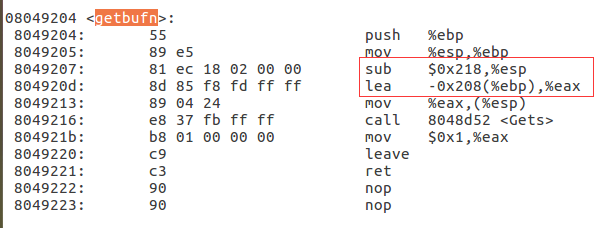 08049204 <getbufn>:
8049204: 55 push %ebp
8049205: 89 e5 mov %esp,%ebp
8049207: 81 ec 18 02 00 00 sub $0x218,%esp
804920d: 8d 85 f8 fd ff ff lea -0x208(%ebp),%eax
8049213: 89 04 24 mov %eax,(%esp)
8049216: e8 37 fb ff ff call 8048d52 <Gets>
804921b: b8 01 00 00 00 mov $0x1,%eax
8049220: c9 leave
8049221: c3 ret
8049222: 90 nop
8049223: 90 nop